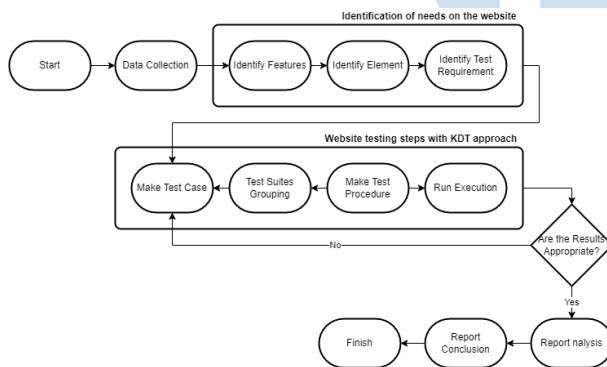 Identification of needs on the website
Start
Data Collection
Identify Features
Identify Element
Identify Test
Requirement
Website testing steps with KDT approach
Make Test Case
Test Suites
Grouping
Make Test
Procedure
Run Execution
Are the Results
Appropriate?
No
Yes
Finish
Report
Conclusion
Report nalysis